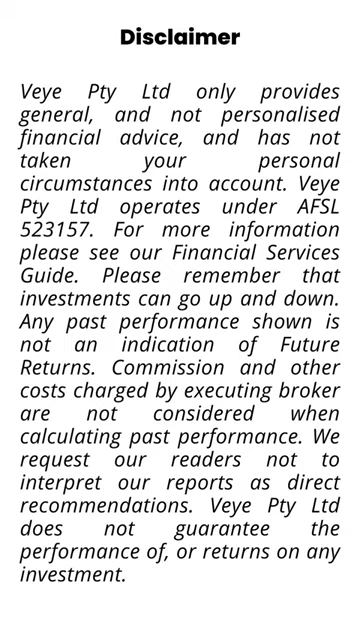 Disclaimer
Veye Pty Ltd only provides
general, and not personalised
financial advice, and has not
taken your personal
circumstances into account. Veye
Pty Ltd operates under AFSL
523157. For more information
please see our Financial Services
Guide. Please remember that
investments can go up and down.
Any past performance shown is
not an indication of Future
Returns. Commission and other
costs charged by executing broker
are not considered when
calculating past performance. We
request our readers not to
interpret our reports as direct
recommendations. Veye Pty Ltd
does not guarantee the
performance of, or returns on any
investment.